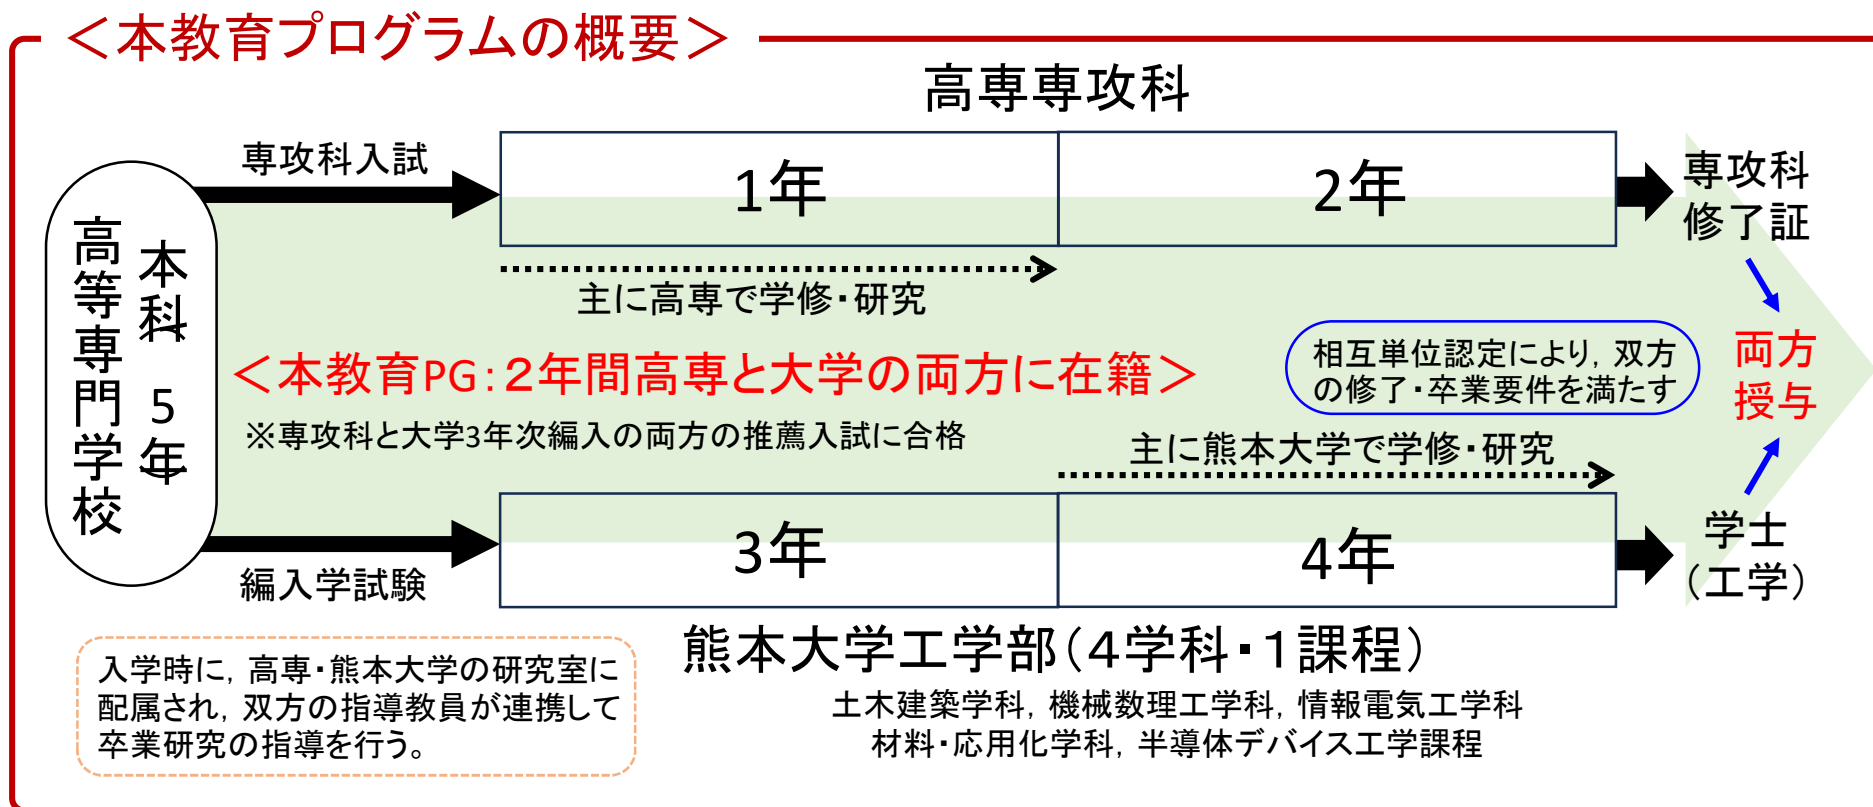 ＜本教育プログラムの概要＞
高専専攻科
専攻科入試
1年
2年
専攻科
修了証
高等専門学校
本科（5年）
主に高専で学修・研究
＜本教育PG：２年間高専と大学の両方に在籍＞
※専攻科と大学3年次編入の両方の推薦入試に合格
相互単位認定により，双方
の修了・卒業要件を満たす
両方
授与
主に熊本大学で学修・研究
3年
4年
編入学試験
学士
（工学）
熊本大学工学部（４学科・１課程）
土木建築学科，機械数理工学科，情報電気工学科
材料・応用化学科，半導体デバイス工学課程
入学時に，高専・熊本大学の研究室に
配属され，双方の指導教員が連携して
卒業研究の指導を行う。